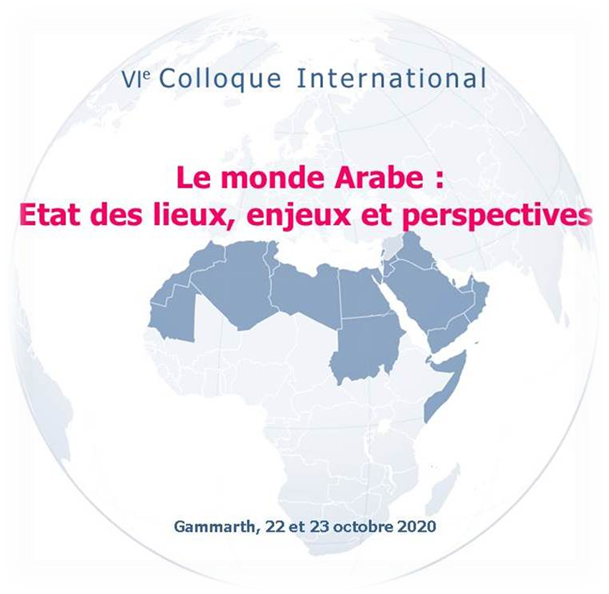 VIe Colloque International
Le monde Arabe :
Etat des lieux, enjeux et perspectives
Gammarth, 22 et 23 octobre 2020